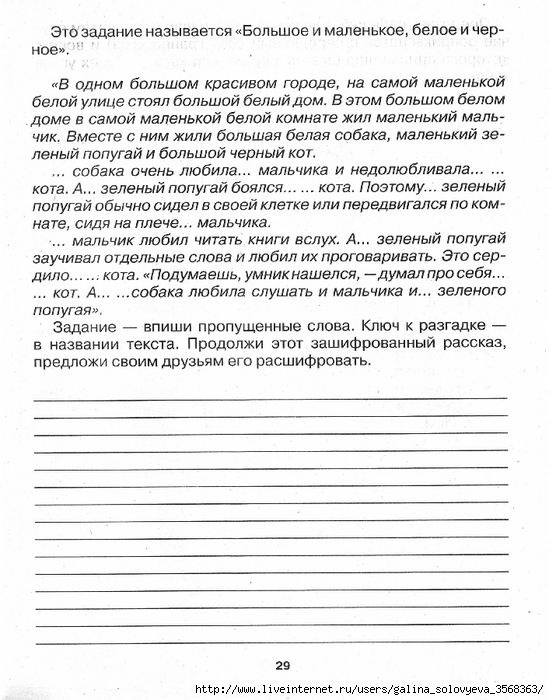 Это задание называется «Большое и маленькое, белое и чер-
ное».
«В одном большом красивом городе, на самой маленькой
белой улице стоял большой белый дом. В этом большом белом
доме в самой маленькой белой комнате жил маленький маль-
чик. Вместе с ним жили большая белая собака, маленький зе-
леный попугай и большой черный кот.
... собака очень любила... мальчика и недолюбливала... ...
кота. А... зеленый попугай боялся... ... кота. Поэтому... зеленый
попугай обычно сидел в своей клетке или передвигался по ком-
нате, сидя на плече... мальчика.
... мальчик любил читать книги вслух. А... зеленый попугай
заучивал отдельные слова и любил их проговаривать. Это сер-
дило... ... кота. «Подумаешь, умник нашелся, — думал про себя...
... кот. А... ...собака любила слушать и мальчика и... зеленого
попугая».
Задание — впиши пропущенные слова. Ключ к разгадке —
в названии текста. Продолжи этот зашифрованный рассказ,
предложи своим друзьям его расшифровать.
29
http://www.liveinternet.ru/users/galina_solovyeva_3568363/